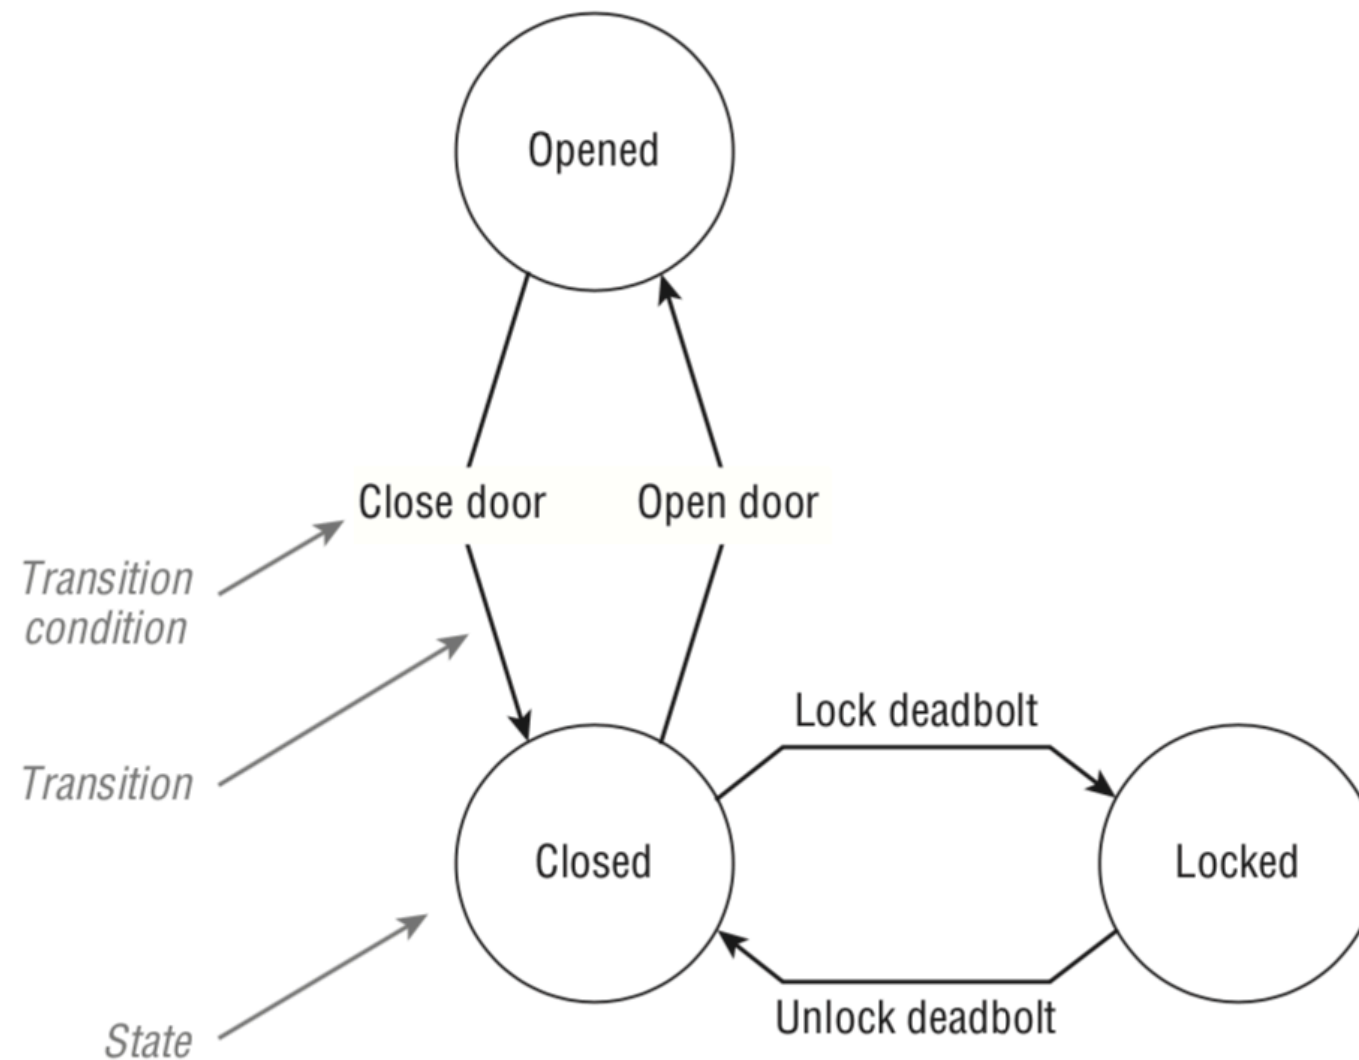 Opened
Close door
Open door
Transition
condition
Lock deadbolt
Transition
Closed
Locked
Unlock deadbolt
State